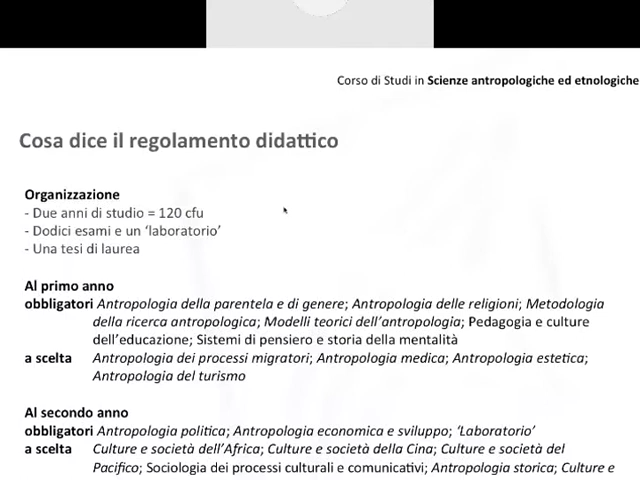 Corso di Studi in Scienze antropologiche ed etnologiche
Cosa dice il regolamento didattico
Organizzazione
- Due anni di studio = 120 cfu
- Dodici esami e un ‘laboratorio’
- Una tesi di laurea
Al primo anno
obbligatori Antropologia della parentela e di genere; Antropologia delle religioni; Metodologia
della ricerca antropologica; Modelli teorici dell’antropologia; Pedagogia e culture
dell’educazione; Sistemi di pensiero e storia della mentalità
a scelta Antropologia dei processi migratori; Antropologia medica; Antropologia estetica;
Antropologia del turismo
Al secondo anno
obbligatori Antropologia politica; Antropologia economica e sviluppo; ‘Laboratorio’
a scelta Culture e società dell’Africa; Culture e società della Cina; Culture e società del
Pacifico; Sociologia dei processi culturali e comunicativi; Antropologia storica; Culture e